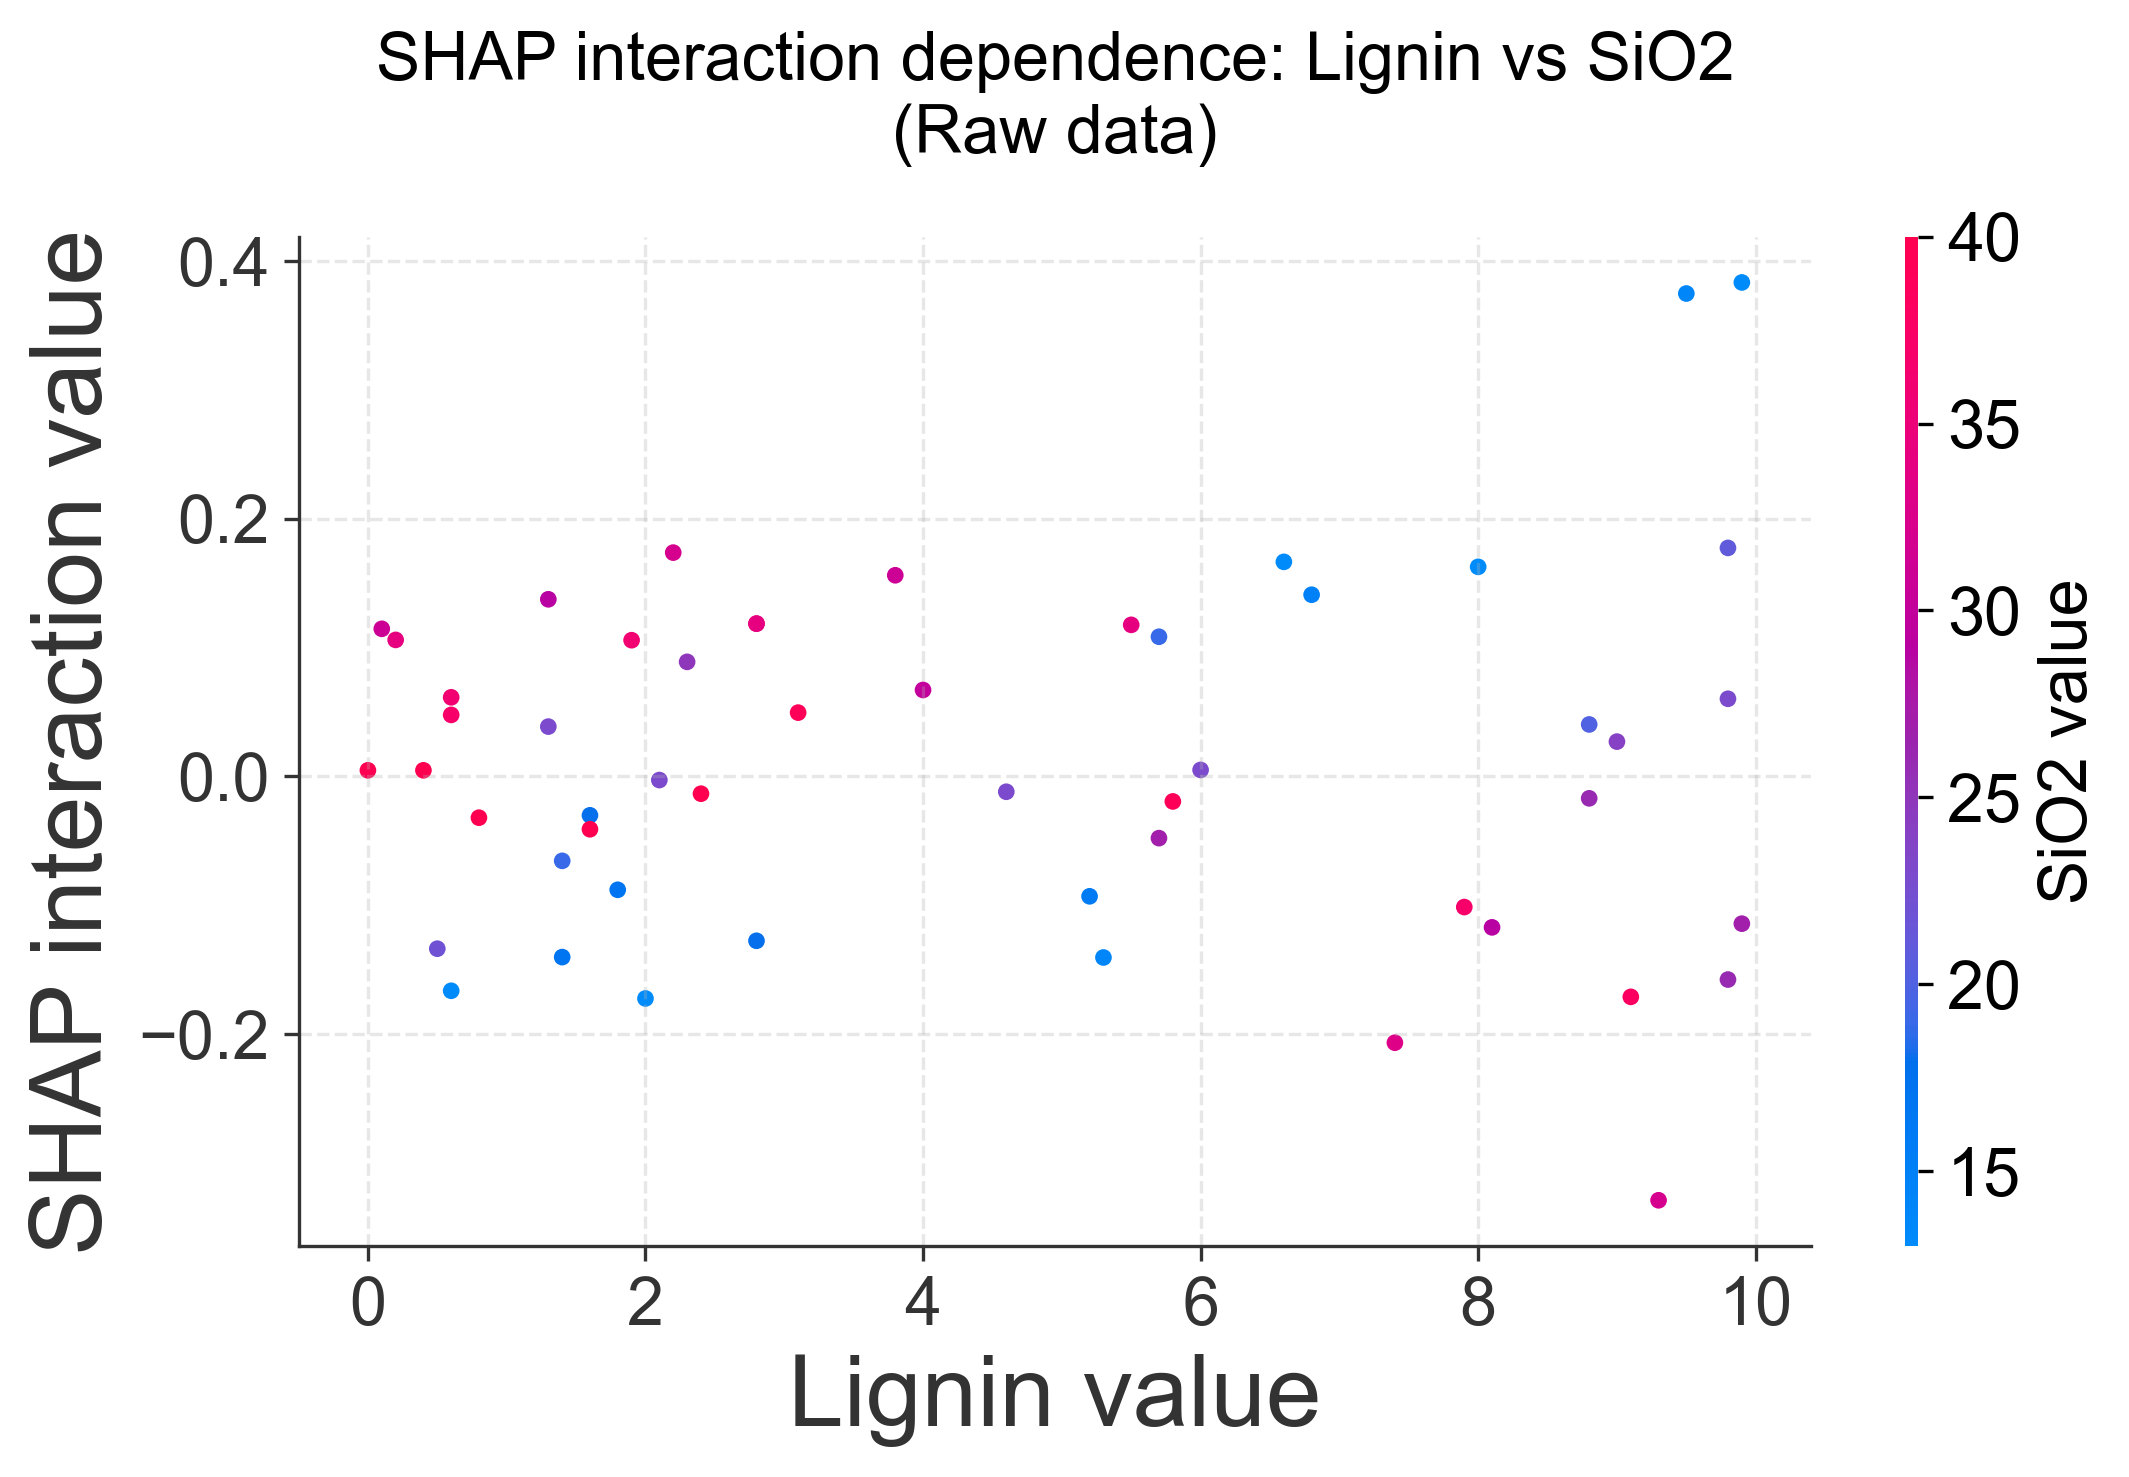 SHAP interaction dependence: Lignin vs SiO2
(Raw data)
SHAP interaction value
0.4
0.2
0.0
−0.2
0 2 4 6 8 10
Lignin value
40
35
30
25
20
15
SiO2 value